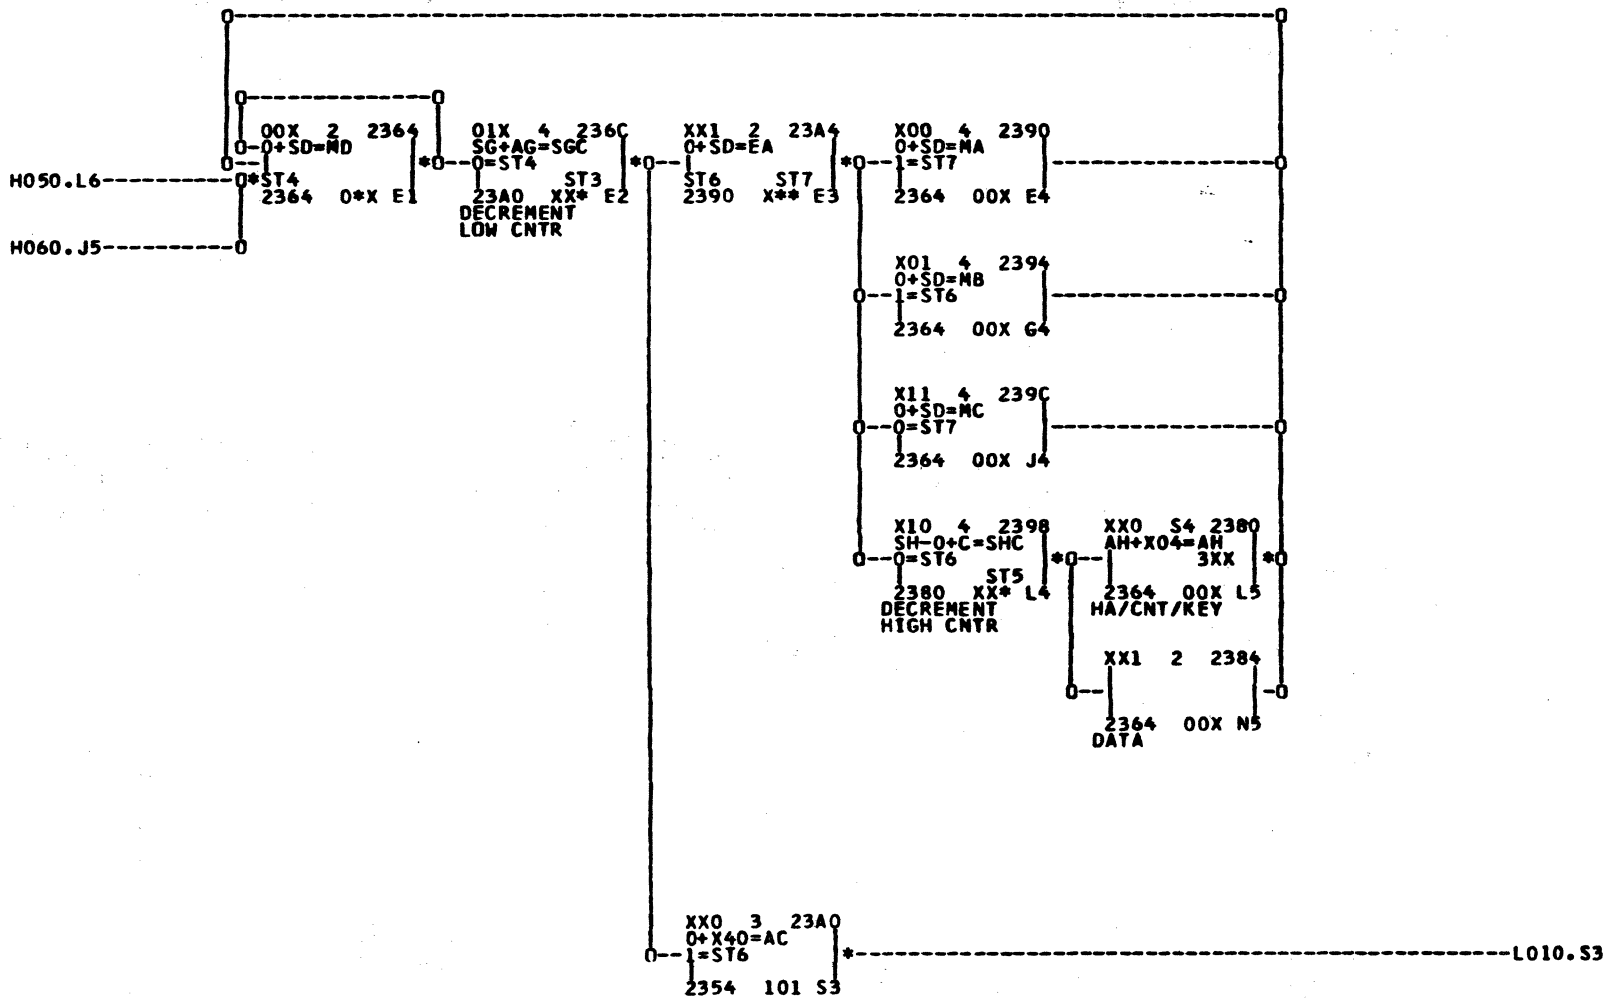 00X 2 2364
0+SD=MD
*ST4
2364 0*X E1
H050.L6
H060.J5
01X 4 236C
SG+AG=SGC
0=ST4
ST3
23A0 XX* E2
DECREMENT
LOW CNTR
XX1 2 23A4
0+SD=EA
ST6 ST7
2390 X** E3
X00 4 2390
0+SD=MA
1=ST7
2364 00X E4
X01 4 2394
0+SD=MB
1=ST6
2364 00X G4
X11 4 239C
0+SD=MC
0=ST7
2364 00X J4
X10 4 2398
SH-0+C=SHC
0=ST6
ST5
2380 XX* L4
DECREMENT
HIGH CNTR
XX0 S4 2380
AH+X04=AH
3XX
2364 00X L5
HA/CNT/KEY
XX1 2 2384
2364 00X N5
DATA
XX0 3 23A0
0+X40=AC
1=ST6
2354 101 S3
L010.S3